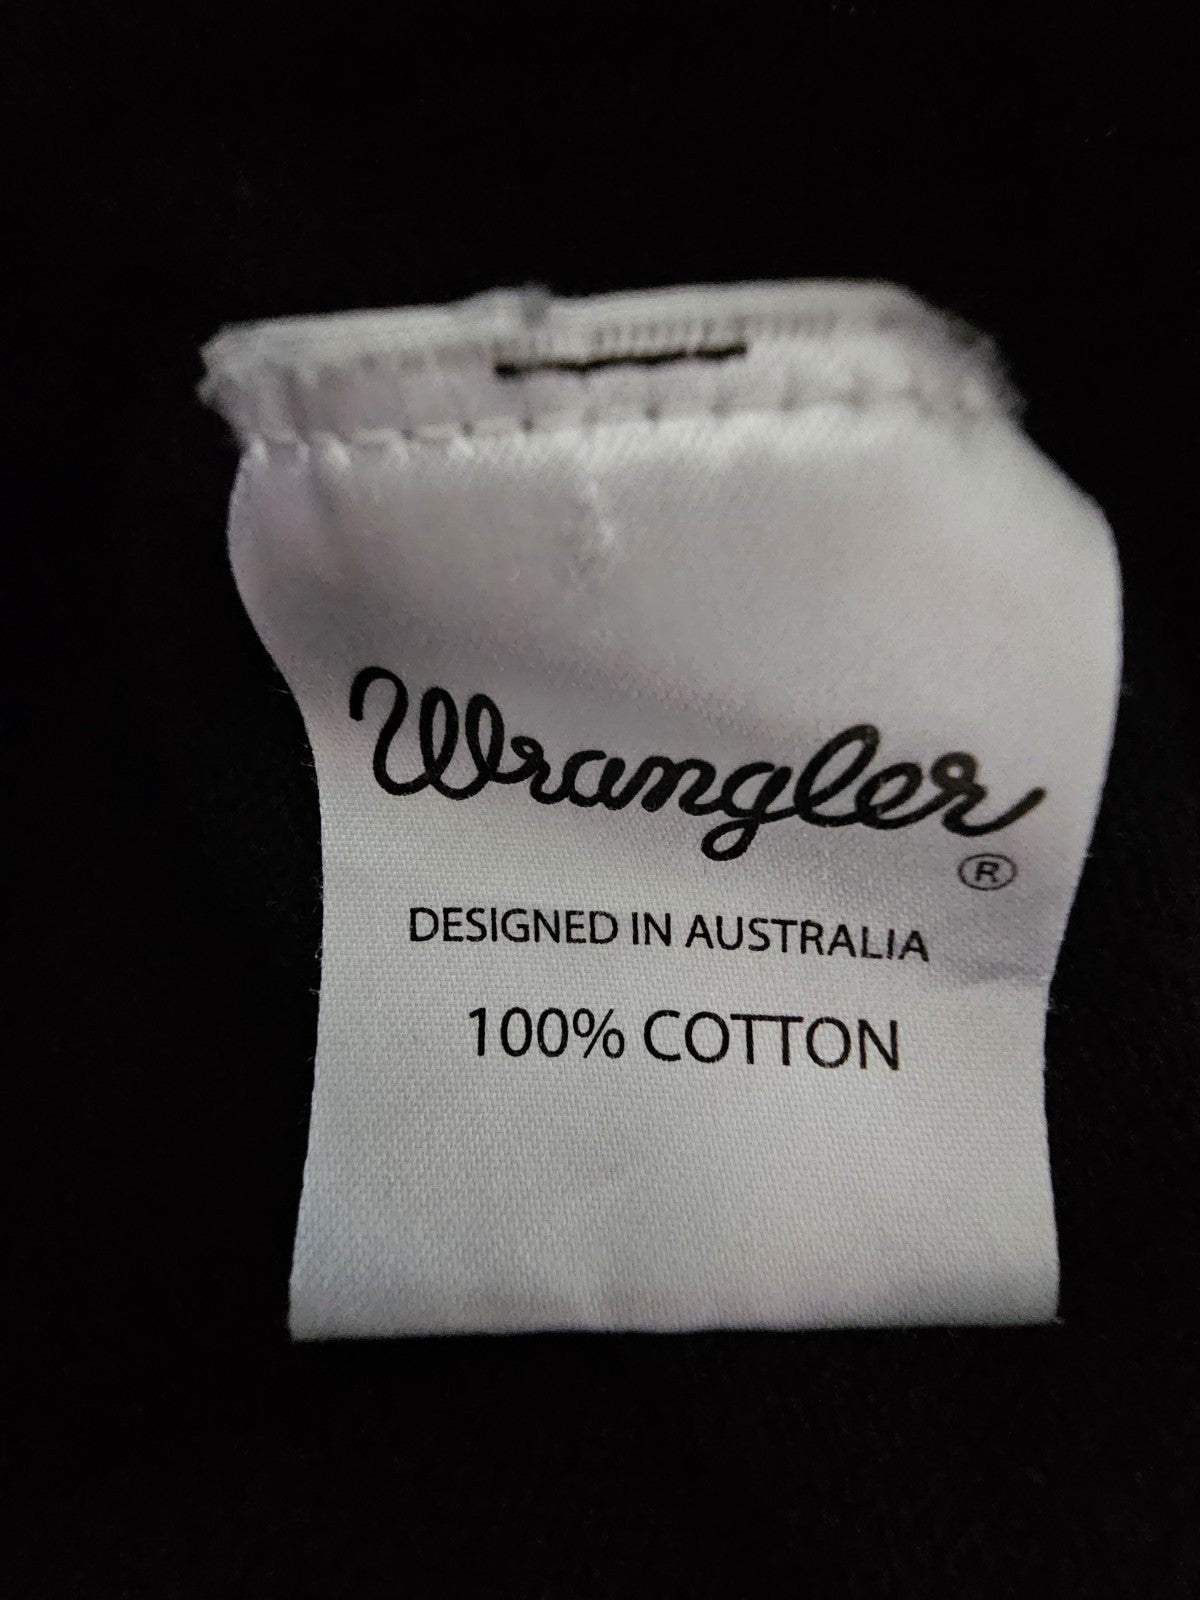 Wrangler
®
DESIGNED IN AUSTRALIA
100% COTTON